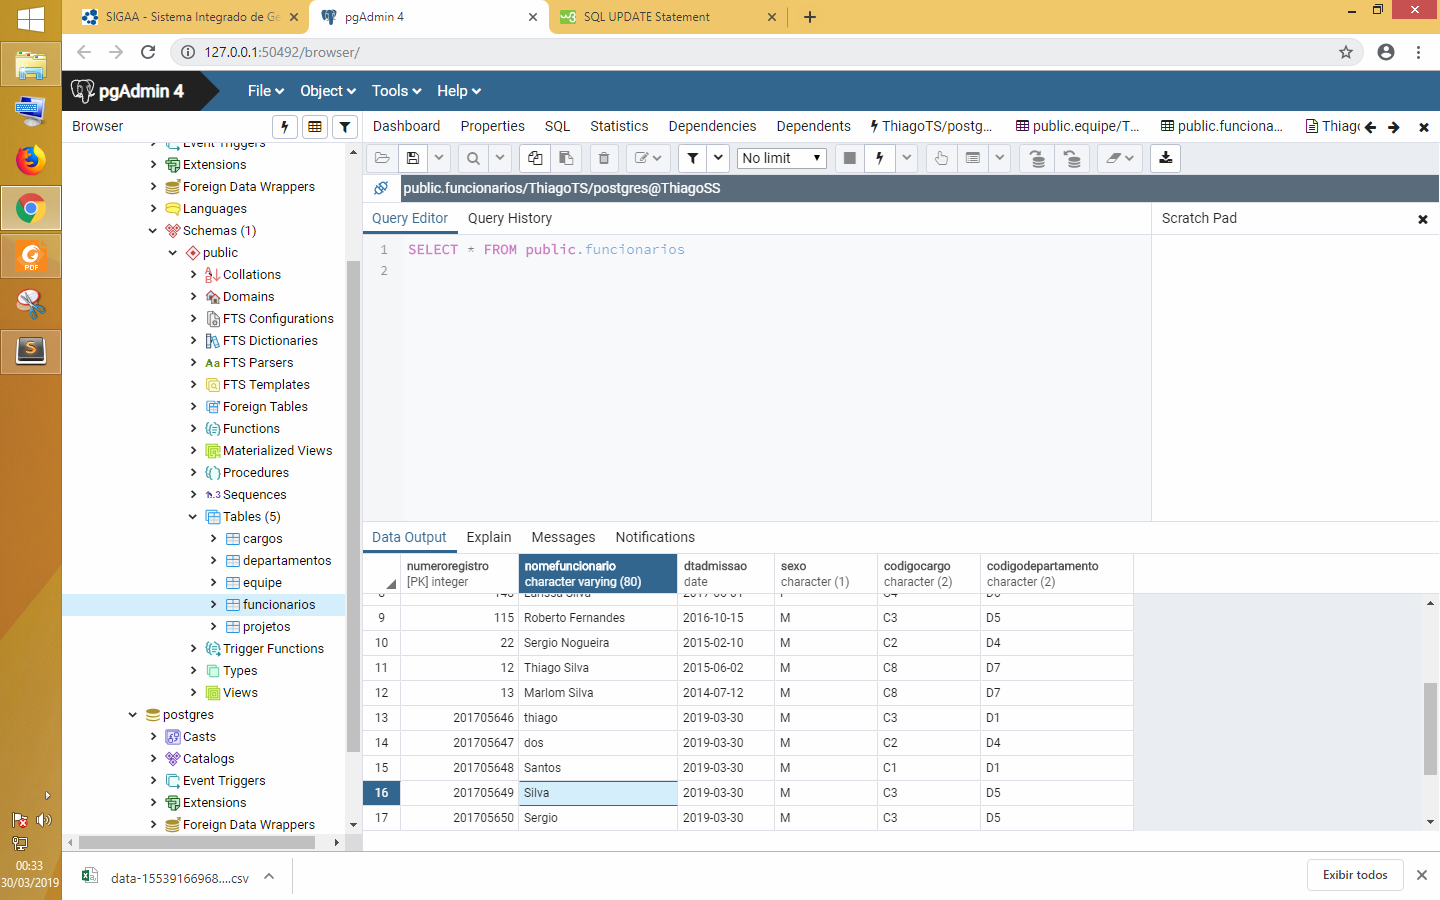 SIGAA - Sistema Integrado de Ge
pgAdmin 4
SQL UPDATE Statement
127.0.0.1:50492/browser/
pgAdmin 4
File
Object
Tools
Help
Browser
Dashboard
Properties
SQL
Statistics
Dependencies
Dependents
ThiagoTS/postg...
public.equipe/T...
public.funciona...
Thiago
No limit
public.funcionarios/ThiagoTS/postgres@ThiagoSS
Query Editor
Query History
Scratch Pad
1 SELECT * FROM public.funcionarios
2
Event Triggers
Extensions
Foreign Data Wrappers
Languages
Schemas (1)
public
Collations
Domains
FTS Configurations
FTS Dictionaries
Aa FTS Parsers
FTS Templates
Foreign Tables
Functions
Materialized Views
Procedures
Sequences
Tables (5)
cargos
departamentos
equipe
funcionarios
projetos
Trigger Functions
Types
Views
postgres
Casts
Catalogs
Event Triggers
Extensions
Foreign Data Wrappers
Data Output
Explain
Messages
Notifications
numeroregistro [PK] integer
nomefuncionario character varying (80)
dtadmissao date
sexo character (1)
codigocargo character (2)
codigodepartamento character (2)
9 115 Roberto Fernandes 2016-10-15 M C3 D5
10 22 Sergio Nogueira 2015-02-10 M C2 D4
11 12 Thiago Silva 2015-06-02 M C8 D7
12 13 Marlom Silva 2014-07-12 M C8 D7
13 201705646 thiago 2019-03-30 M C3 D1
14 201705647 dos 2019-03-30 M C2 D4
15 201705648 Santos 2019-03-30 M C1 D1
16 201705649 Silva 2019-03-30 M C3 D5
17 201705650 Sergio 2019-03-30 M C3 D5
PDF
S
00:33
30/03/2019
data-15539166968....csv
Exibir todos